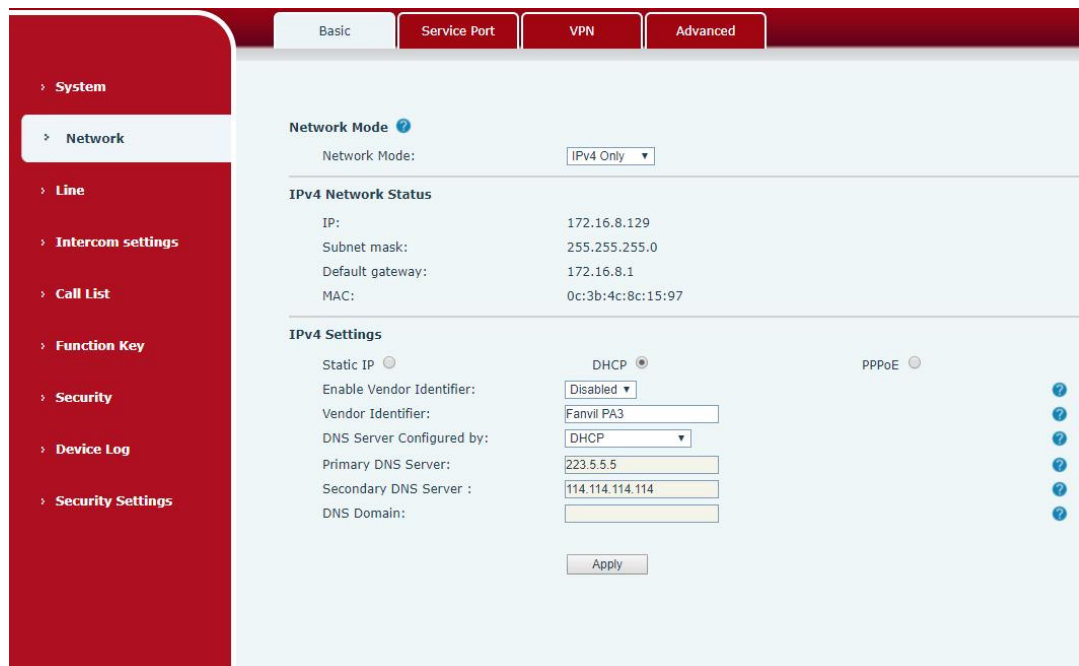 Basic Service Port VPN Advanced
System
Network
Line
Intercom settings
Call List
Function Key
Security
Device Log
Security Settings
Network Mode
Network Mode: IPv4 Only
IPv4 Network Status
IP: 172.16.8.129
Subnet mask: 255.255.255.0
Default gateway: 172.16.8.1
MAC: 0c:3b:4c:8c:15:97
IPv4 Settings
Static IP DHCP PPPoE
Enable Vendor Identifier: Disabled
Vendor Identifier: Fanvil PA3
DNS Server Configured by: DHCP
Primary DNS Server: 223.5.5.5
Secondary DNS Server : 114.114.114.114
DNS Domain:
Apply